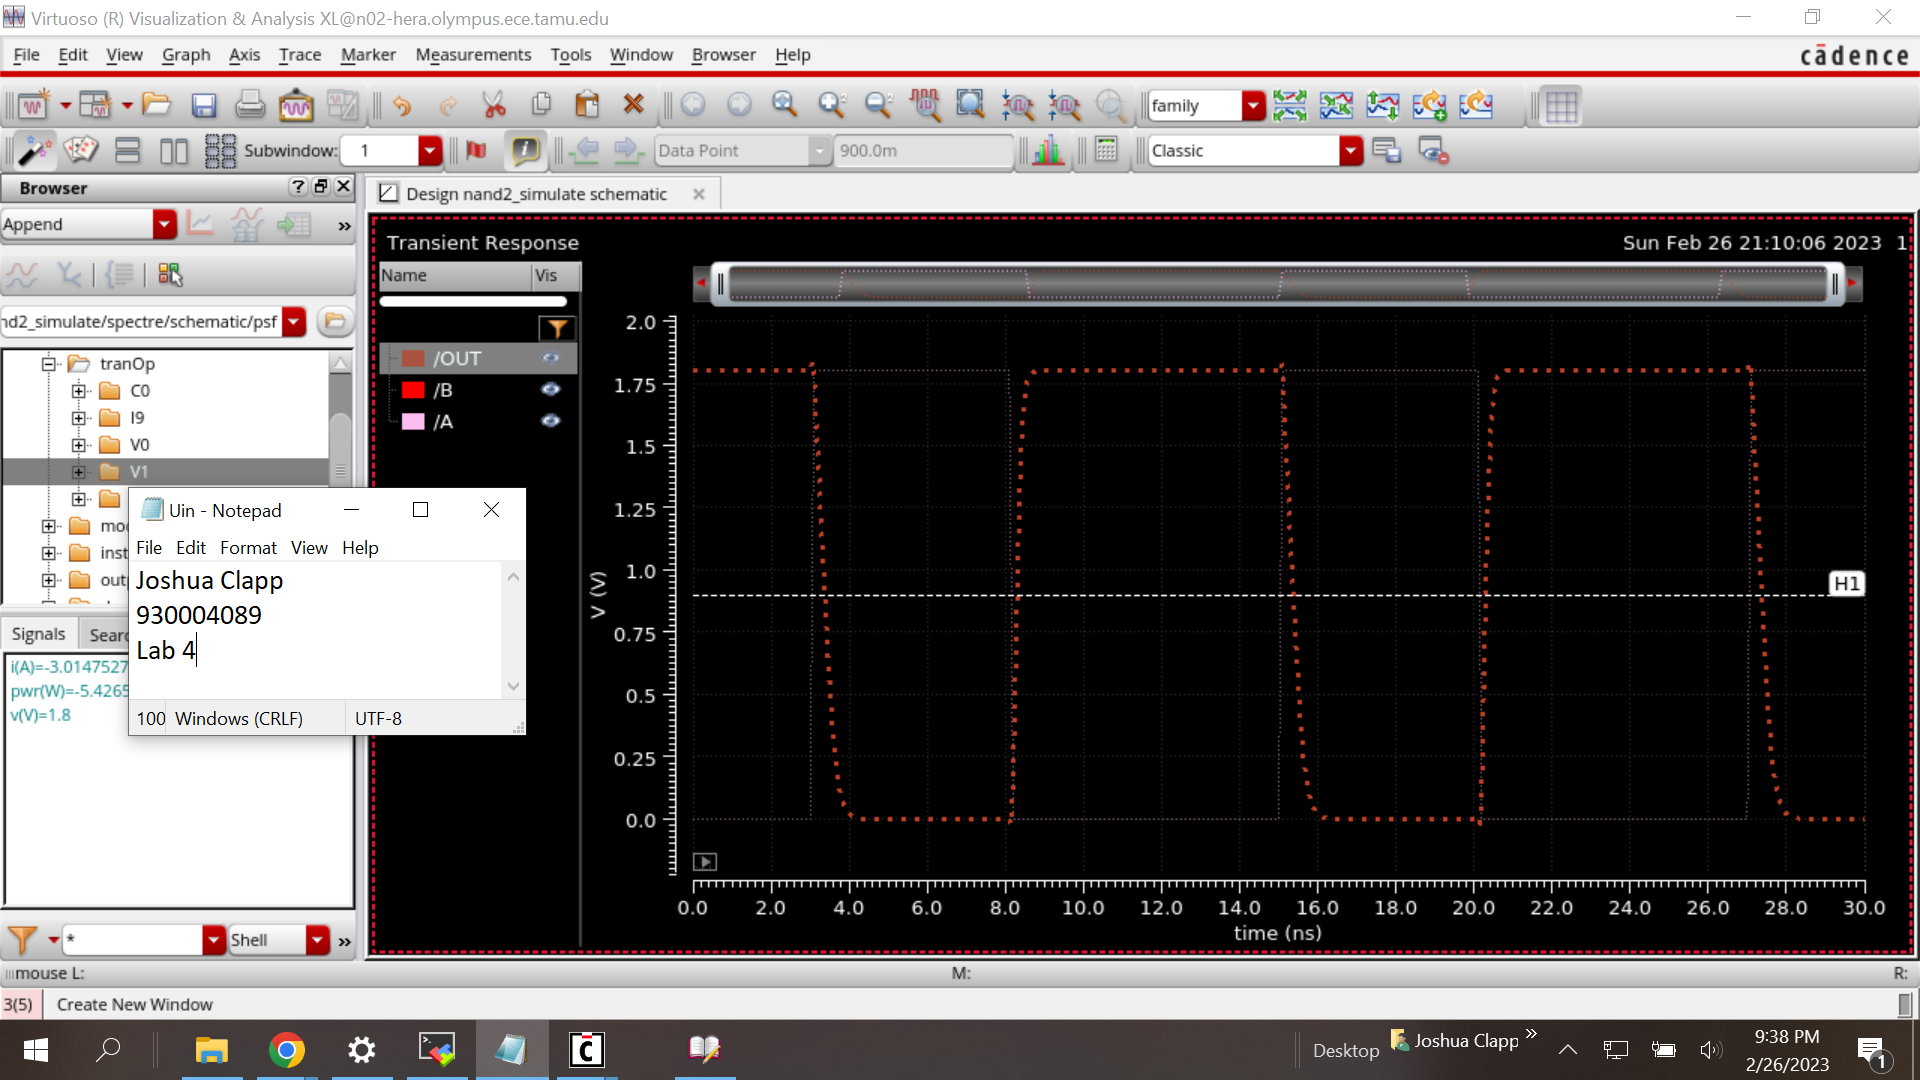 Virtuoso (R) Visualization & Analysis XL@n02-hera.olympus.ece.tamu.edu
File Edit View Graph Axis Trace Marker Measurements Tools Window Browser Help
cādence
family
Subwindow: 1
Data Point
900.0m
Classic
Browser
Append
nd2_simulate/spectre/schematic/psf
tranOp
C0
I9
V0
V1
mo
inst
out
Signals
Searc
i(A)=-3.0147527
pwr(W)=-5.4265
v(V)=1.8
*
Shell
Uin - Notepad
File Edit Format View Help
Joshua Clapp
930004089
Lab 4
100
Windows (CRLF)
UTF-8
Design nand2_simulate schematic
Transient Response
Sun Feb 26 21:10:06 2023 1
Name Vis
/OUT
/B
/A
2.0
1.75
1.5
1.25
1.0
0.75
0.5
0.25
0.0
V (V)
H1
0.0 2.0 4.0 6.0 8.0 10.0 12.0 14.0 16.0 18.0 20.0 22.0 24.0 26.0 28.0 30.0
time (ns)
mouse L: M: R:
3(5) Create New Window
Desktop
Joshua Clapp
9:38 PM
2/26/2023
1